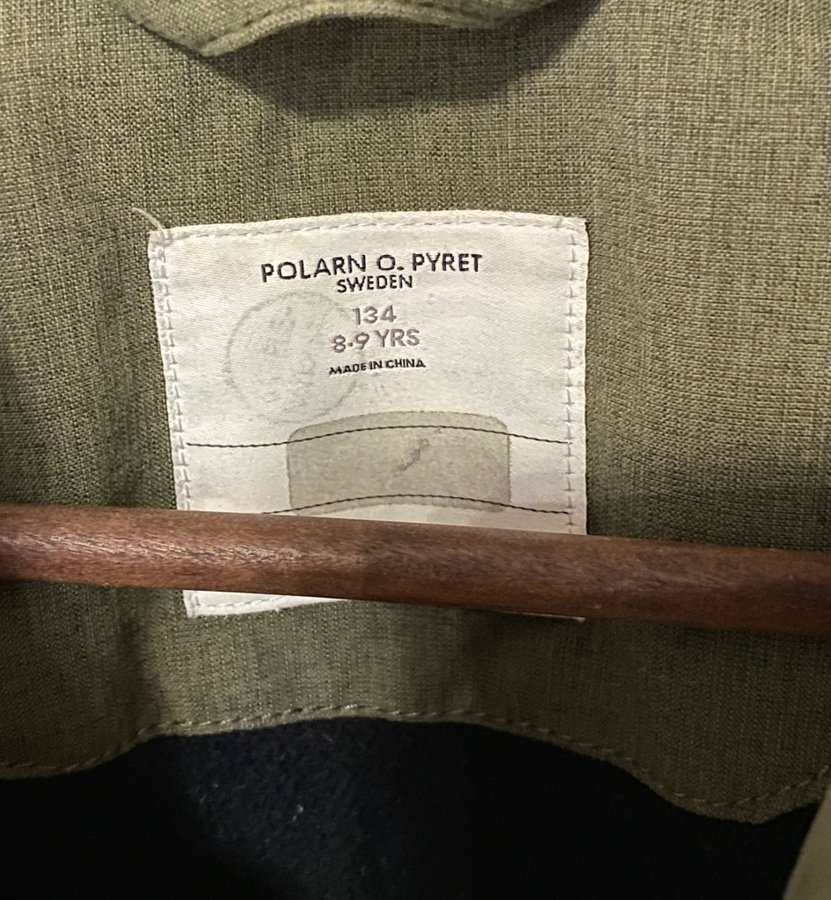 POLARN O. PYRET
SWEDEN
134
8-9 YRS
MADE IN CHINA